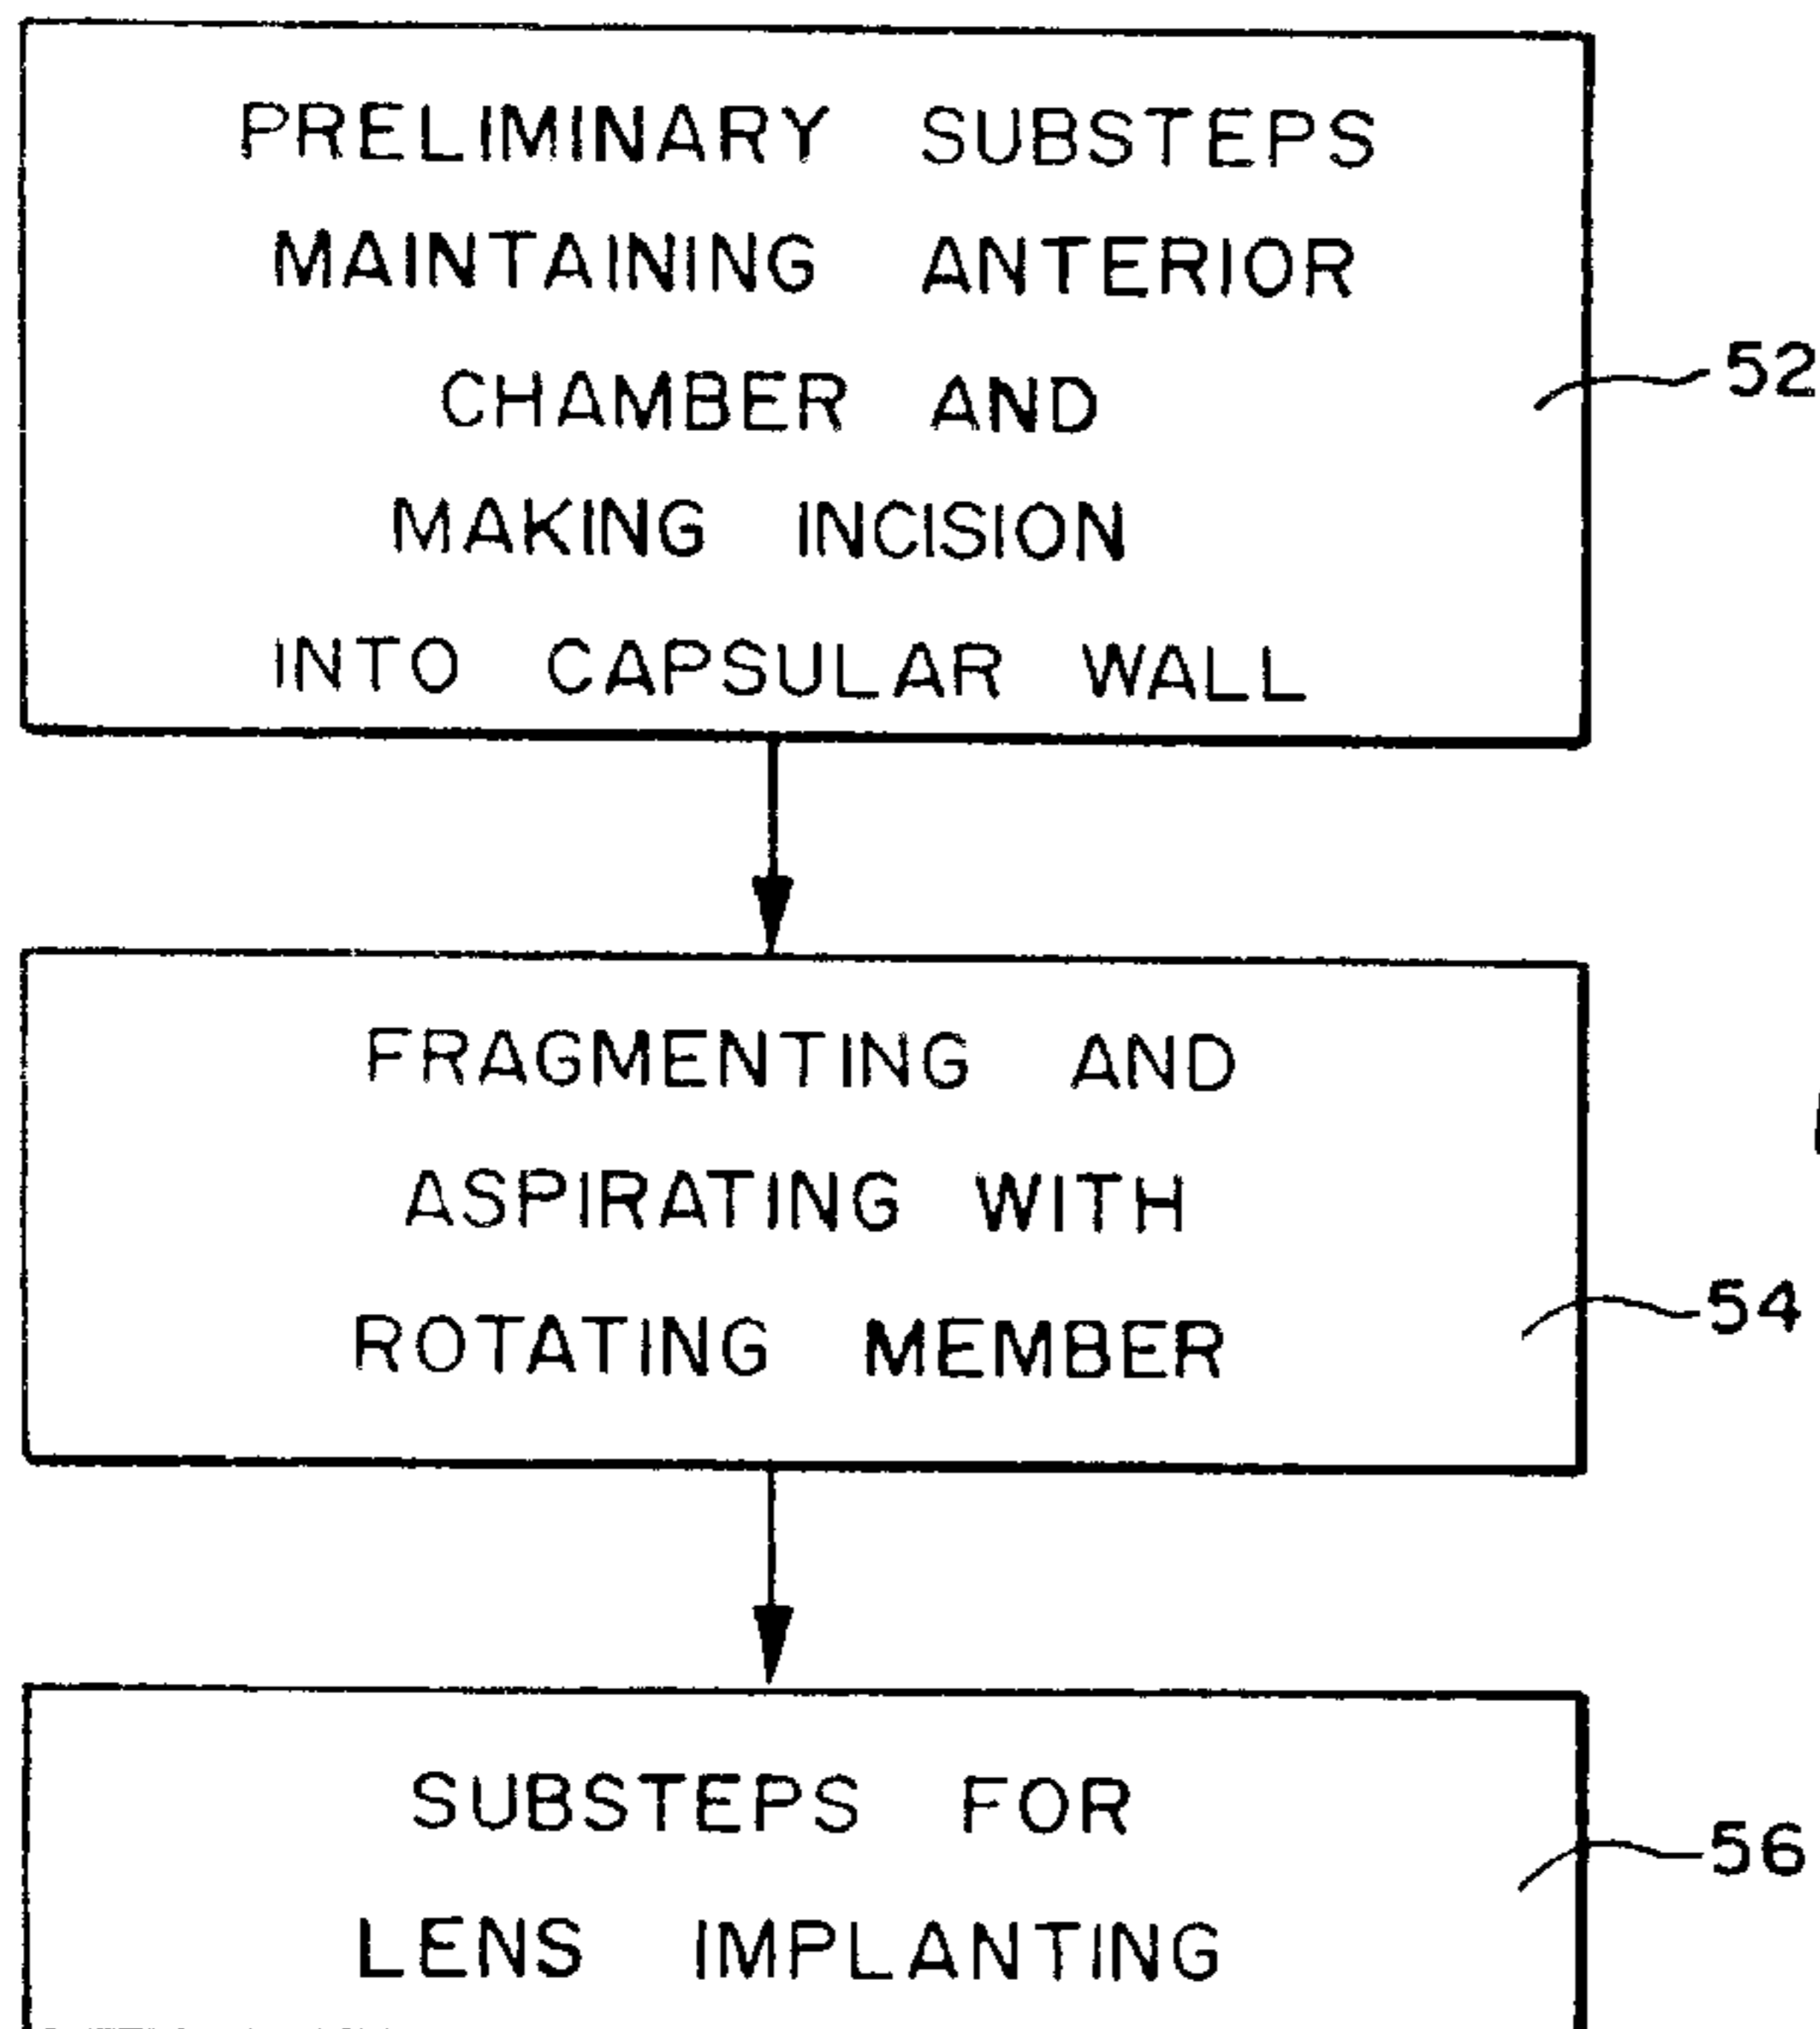 PRELIMINARY SUBSTEPS
MAINTAINING ANTERIOR
CHAMBER AND
MAKING INCISION
INTO CAPSULAR WALL
52
FRAGMENTING AND
ASPIRATING WITH
ROTATING MEMBER
54
SUBSTEPS FOR
56
LENS IMPLANTING